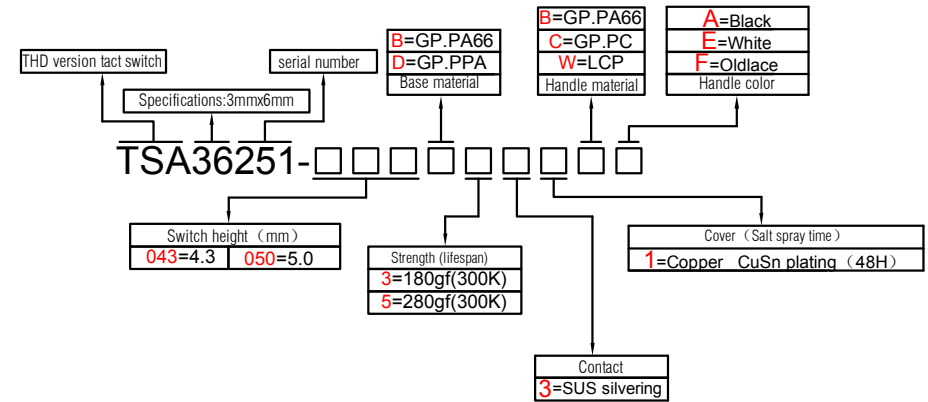 THD version tact switch
Specifications:3mmx6mm
serial number
B=GP.PA66
D=GP.PPA
Base material
B=GP.PA66
C=GP.PC
W=LCP
Handle material
A=Black
E=White
F=Oldlace
Handle color
TSA36251-□□□□□□□□□
Switch height（mm）
043=4.3 050=5.0
Strength (lifespan)
3=180gf(300K)
5=280gf(300K)
Contact
3=SUS silvering
Cover（Salt spray time）
1=Copper CuSn plating（48H）